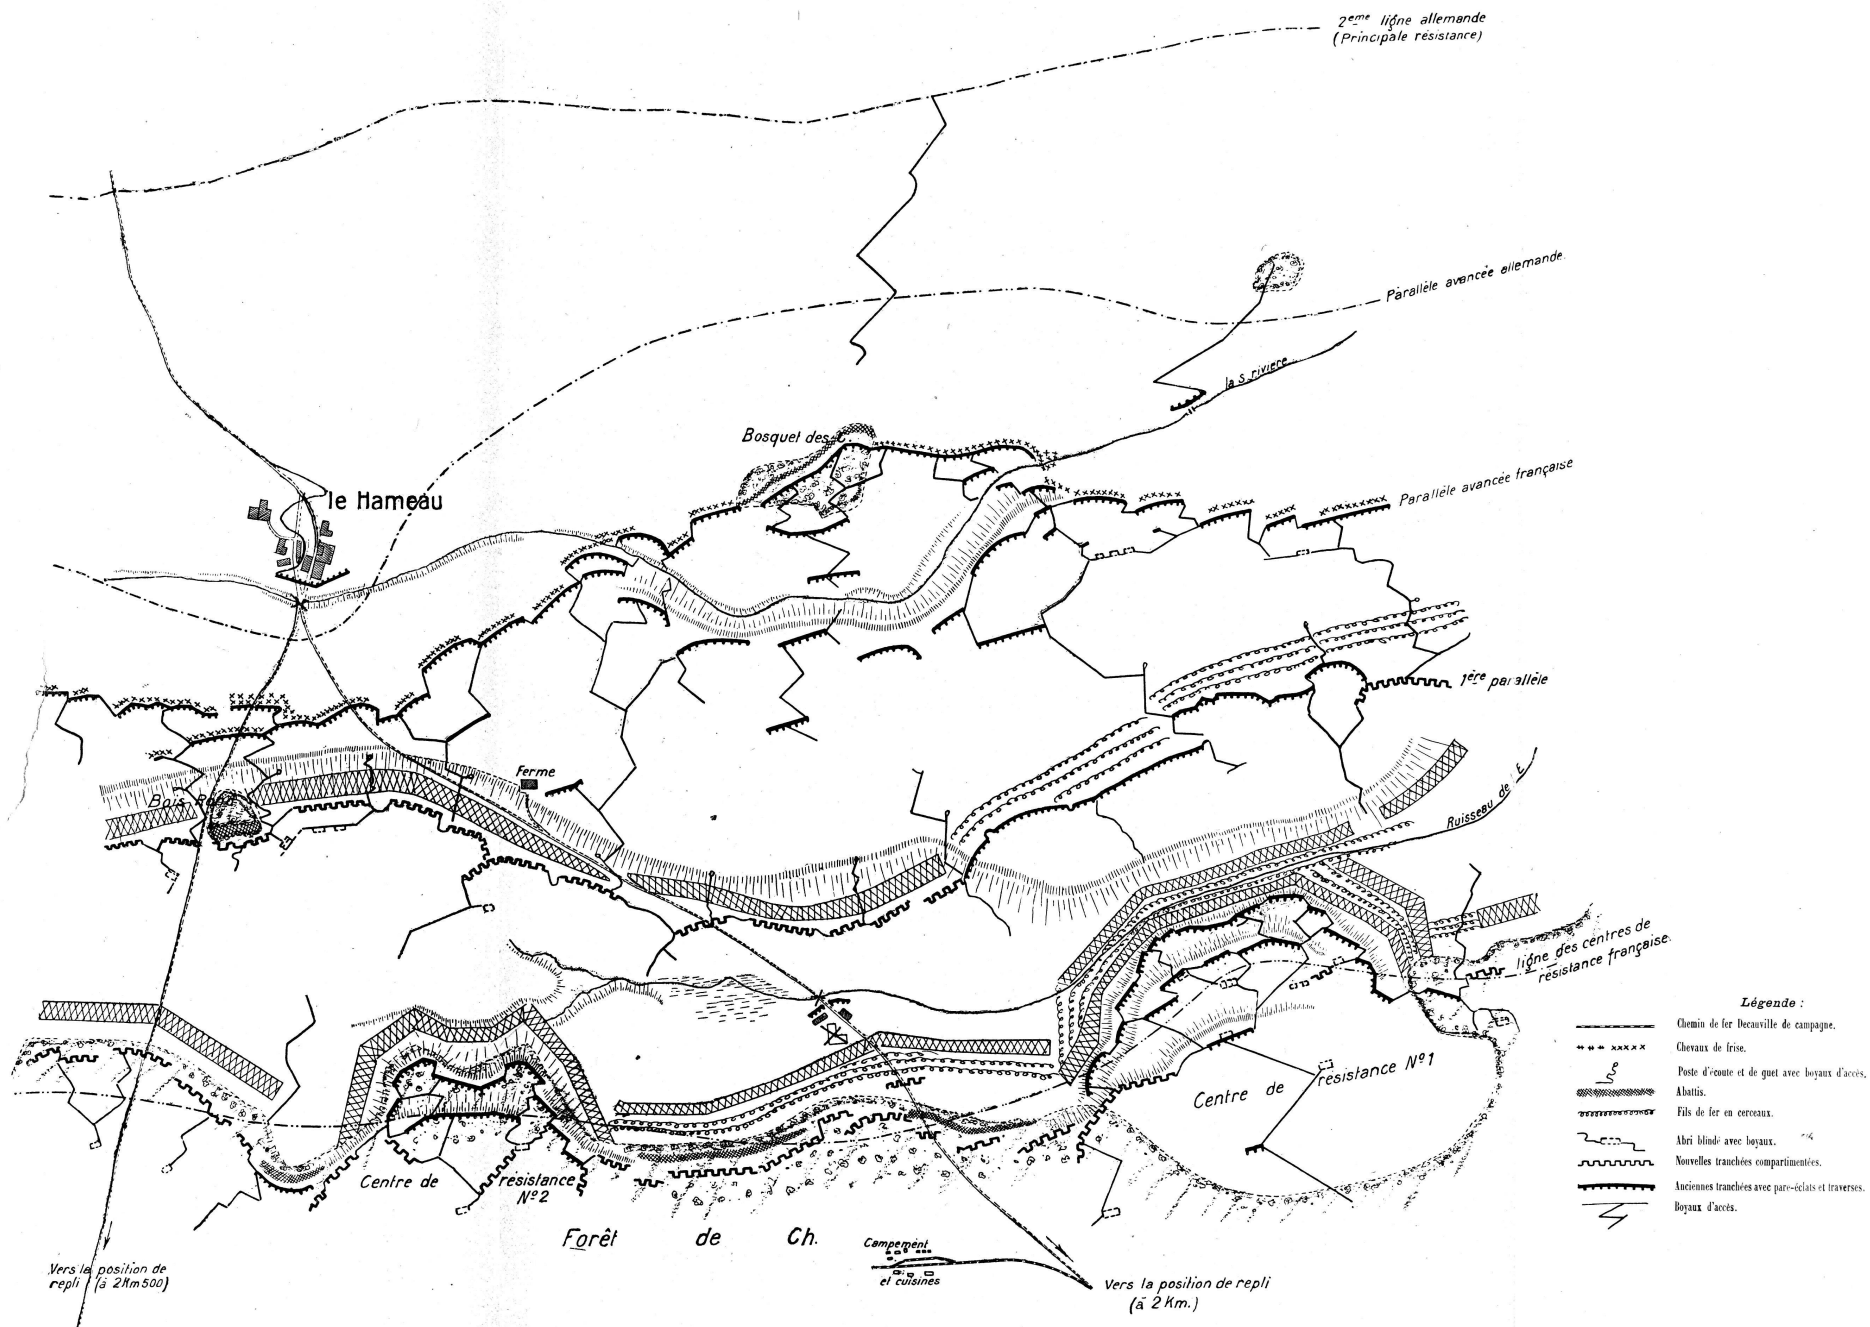 2eme ligne allemande
(Principale résistance)
Parallèle avancée allemande.
la S. rivière
Bosquet des C.
le Hameau
Parallèle avancée française
1ère parallèle
Ferme
Bois Rond
Ruisseau de E
ligne des centres de
résistance française.
Légende :
Chemin de fer Decauville de campagne.
Chevaux de frise.
Poste d'écoute et de guet avec boyaux d'accès.
Abattis.
Fils de fer en cerceaux.
Abri blindé avec boyaux.
Nouvelles tranchées compartimentées.
Anciennes tranchées avec pare-éclats et traverses.
Boyaux d'accès.
Centre de résistance Nº1
Centre de résistance
Nº2
Forêt de Ch.
Campement
et cuisines
Vers la position de
repli (à 2Km500)
Vers la position de repli
(à 2 Km.)